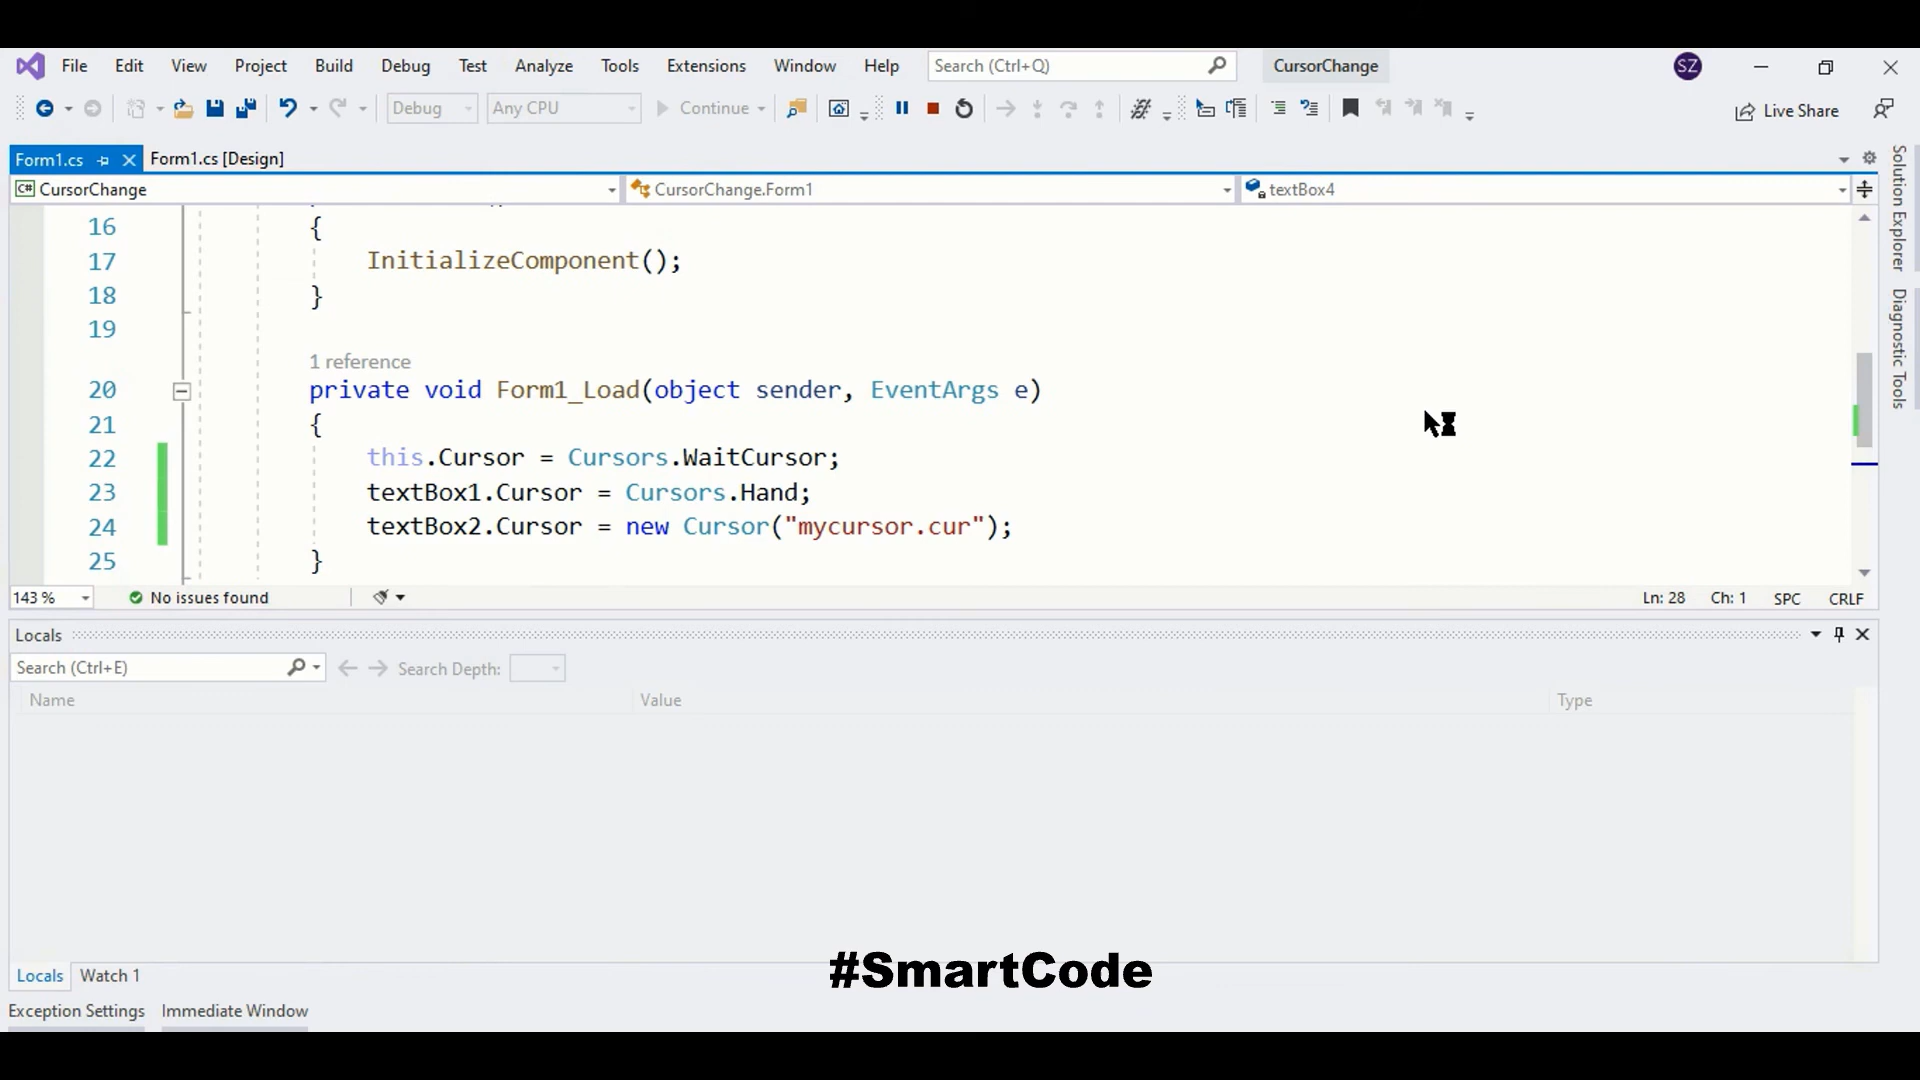 File Edit View Project Build Debug Test Analyze Tools Extensions Window Help Search (Ctrl+Q) CursorChange SZ
Debug Any CPU Continue Live Share
Form1.cs Form1.cs [Design]
C# CursorChange CursorChange.Form1 textBox4
16 {
17 InitializeComponent();
18 }
19
1 reference
20 private void Form1_Load(object sender, EventArgs e)
21 {
22 this.Cursor = Cursors.WaitCursor;
23 textBox1.Cursor = Cursors.Hand;
24 textBox2.Cursor = new Cursor("mycursor.cur");
25 }
143 % No issues found Ln: 28 Ch: 1 SPC CRLF
Locals
Search (Ctrl+E) Search Depth:
Name Value Type
#SmartCode
Locals Watch 1
Exception Settings Immediate Window
Solution Explorer
Diagnostic Tools